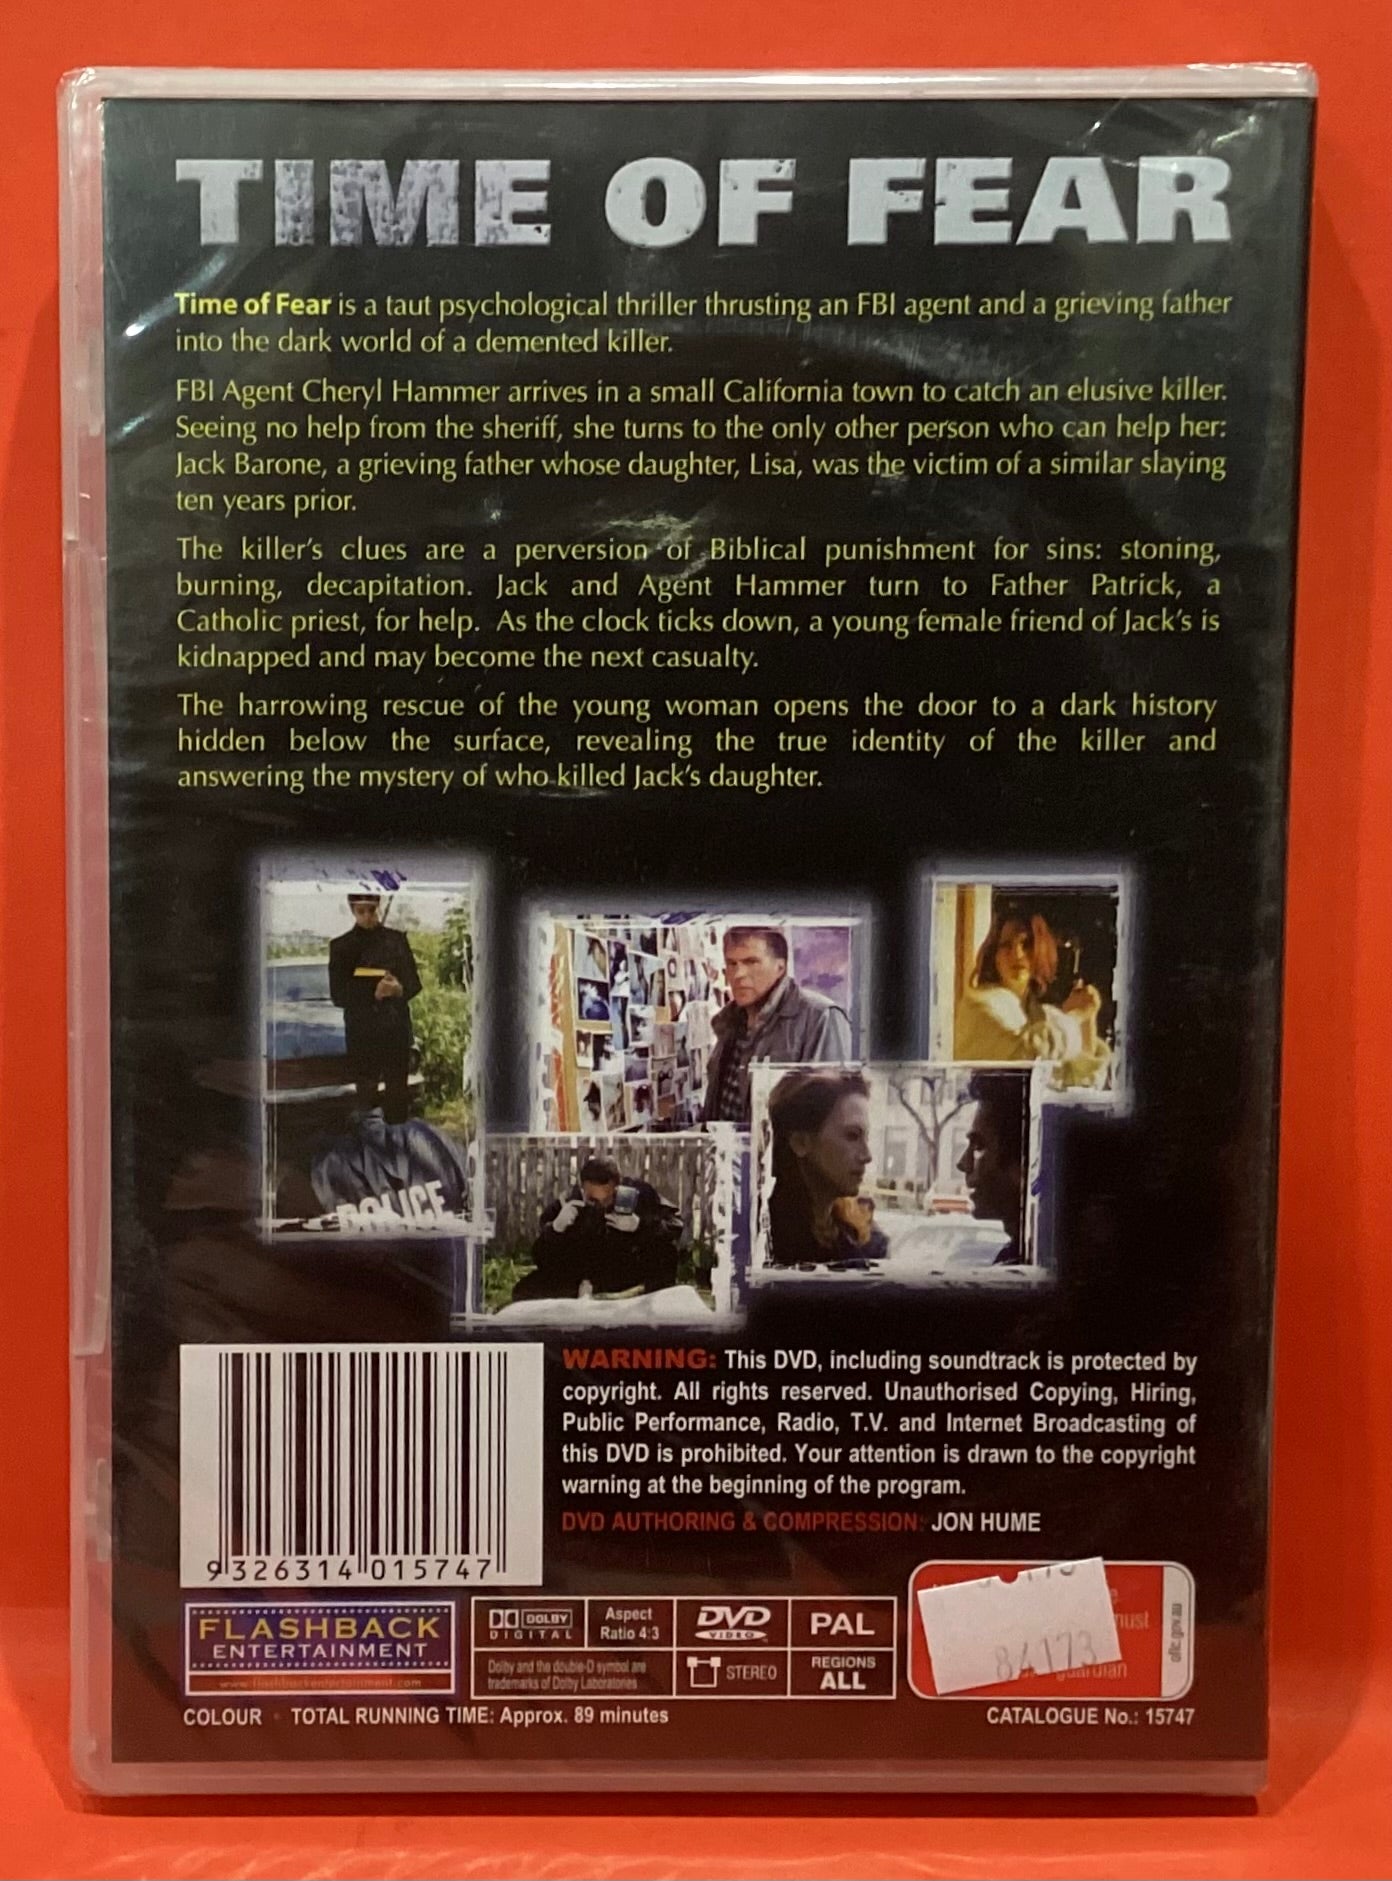 TIME OF FEAR
Time of Fear is a taut psychological thriller thrusting an FBI agent and a grieving father
into the dark world of a demented killer.
FBI Agent Cheryl Hammer arrives in a small California town to catch an elusive killer.
Seeing no help from the sheriff, she turns to the only other person who can help her:
Jack Barone, a grieving father whose daughter, Lisa, was the victim of a similar slaying
ten years prior.
The killer's clues are a perversion of Biblical punishment for sins: stoning,
burning, decapitation. Jack and Agent Hammer turn to Father Patrick, a
Catholic priest, for help. As the clock ticks down, a young female friend of Jack's is
kidnapped and may become the next casualty.
The harrowing rescue of the young woman opens the door to a dark history
hidden below the surface, revealing the true identity of the killer and
answering the mystery of who killed Jack's daughter.
POLICE
WARNING: This DVD, including soundtrack is protected by
copyright. All rights reserved. Unauthorised Copying, Hiring,
Public Performance, Radio, T.V. and Internet Broadcasting of
this DVD is prohibited. Your attention is drawn to the copyright
warning at the beginning of the program.
DVD AUTHORING & COMPRESSION: JON HUME
9 326314 015747
FLASHBACK
ENTERTAINMENT
www.flashbackentertainment.com
DOLBY
DIGITAL
Aspect
Ratio 4:3
DVD
VIDEO
PAL
Dolby and the double-D symbol are
trademarks of Dolby Laboratories
STEREO
REGIONS
ALL
must
84173
guardian
oflc.gov.au
COLOUR TOTAL RUNNING TIME: Approx. 89 minutes
CATALOGUE No.: 15747